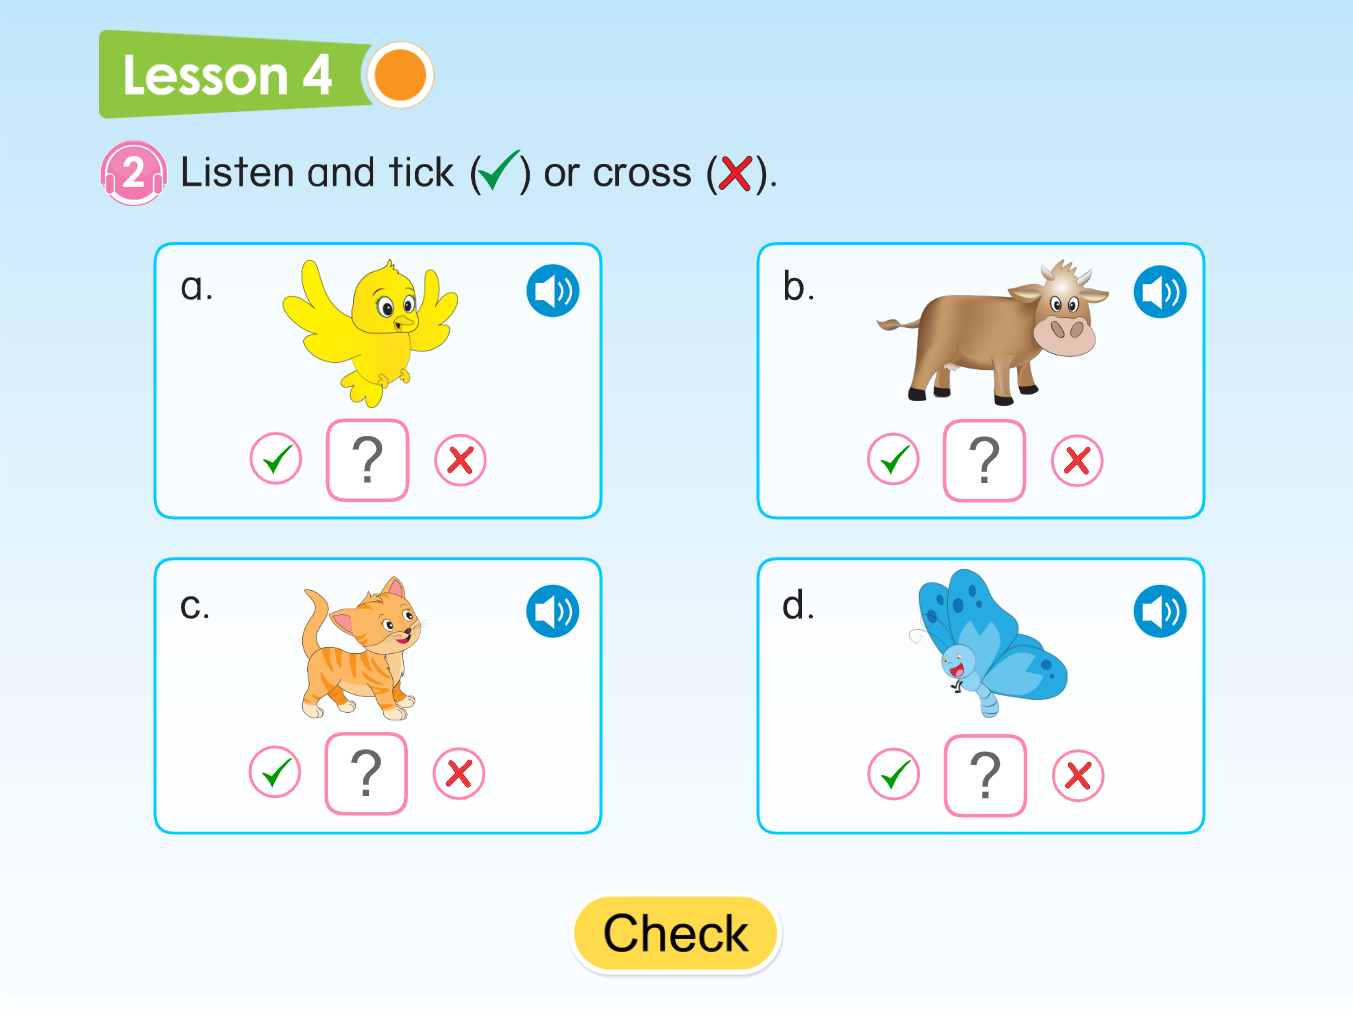 Lesson 4
2 Listen and tick (✓) or cross (✗).
a.
b.
?
?
c.
d.
?
?
Check